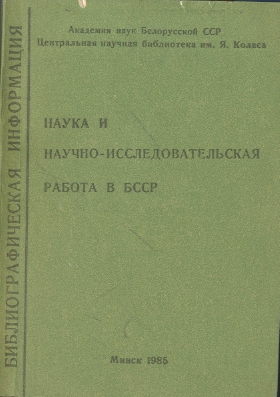 БИБЛИОГРАФИЧЕСКАЯ ИНФОРМАЦИЯ
Академия наук Белорусской ССР
Центральная научная библиотека им. Я. Коласа
НАУКА И
НАУЧНО-ИССЛЕДОВАТЕЛЬСКАЯ
РАБОТА В БССР
Минск 1985